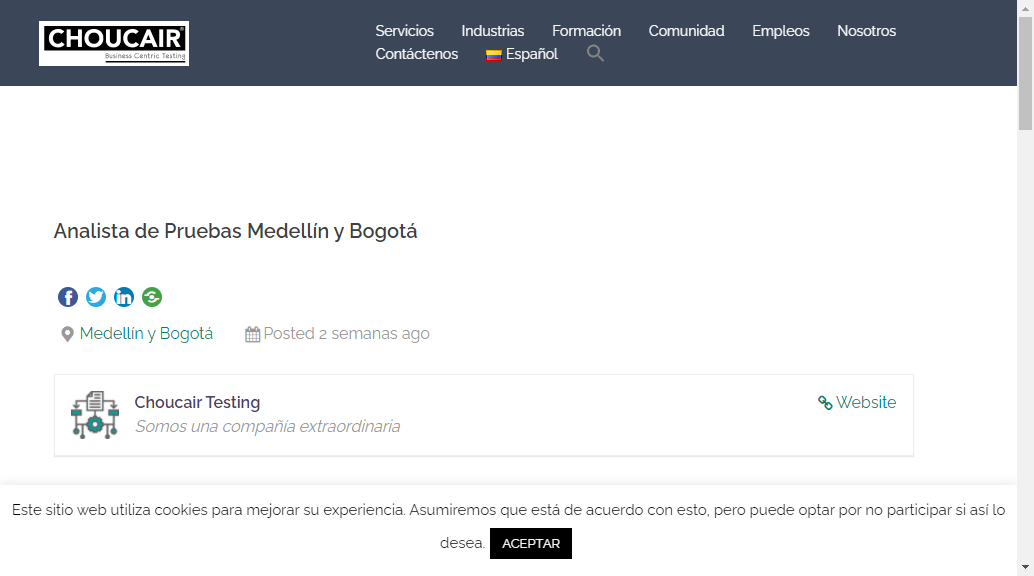 CHOUCAIR
Business Centric Testing
Servicios Industrias Formación Comunidad Empleos Nosotros
Contáctenos Español
Analista de Pruebas Medellín y Bogotá
Medellín y Bogotá Posted 2 semanas ago
Choucair Testing Website
Somos una compañía extraordinaria
Este sitio web utiliza cookies para mejorar su experiencia. Asumiremos que está de acuerdo con esto, pero puede optar por no participar si así lo
desea. ACEPTAR